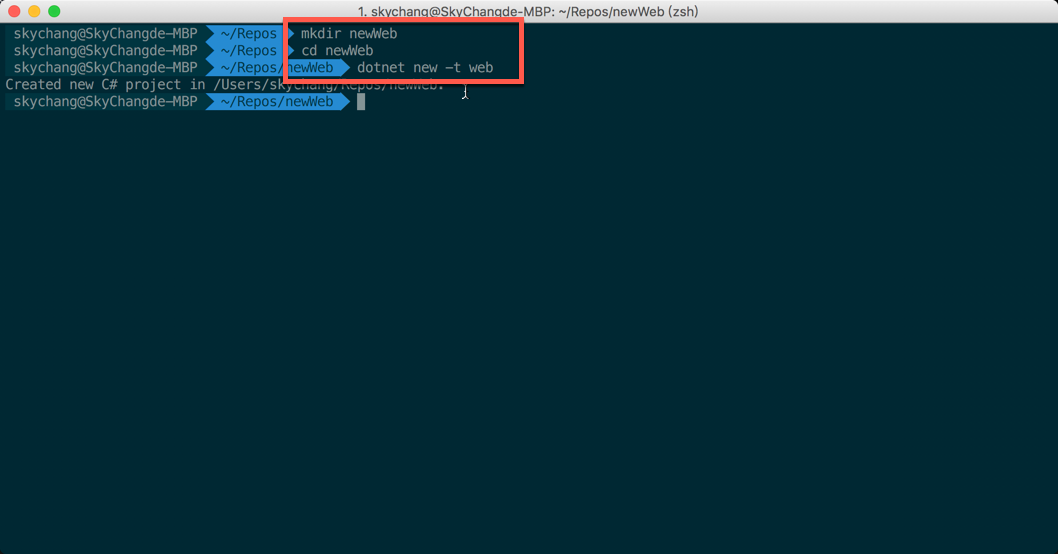 1. skychang@SkyChangde-MBP: ~/Repos/newWeb (zsh)
skychang@SkyChangde-MBP ~/Repos mkdir newWeb
skychang@SkyChangde-MBP ~/Repos cd newWeb
skychang@SkyChangde-MBP ~/Repos/newWeb dotnet new -t web
Created new C# project in /Users/skychang/Repos/newWeb.
skychang@SkyChangde-MBP ~/Repos/newWeb